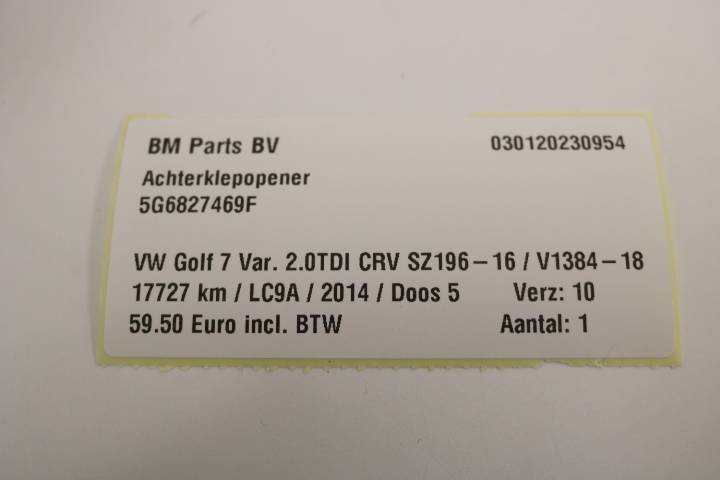 BM Parts BV 030120230954
Achterklepopener
5G6827469F
VW Golf 7 Var. 2.0TDI CRV SZ196-16 / V1384-18
17727 km / LC9A / 2014 / Doos 5 Verz: 10
59.50 Euro incl. BTW Aantal: 1